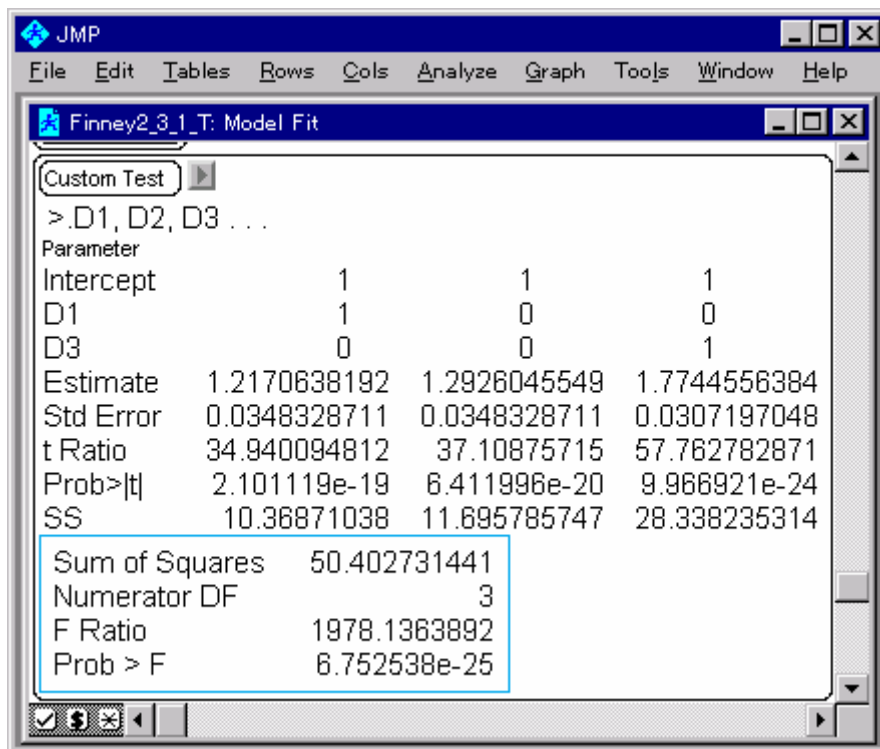 JMP
File Edit Tables Rows Cols Analyze Graph Tools Window Help
Finney2_3_1_T: Model Fit
Custom Test
>.D1, D2, D3 . . .
Parameter
Intercept 1 1 1
D1 1 0 0
D3 0 0 1
Estimate 1.2170638192 1.2926045549 1.7744556384
Std Error 0.0348328711 0.0348328711 0.0307197048
t Ratio 34.940094812 37.10875715 57.762782871
Prob>|t| 2.101119e-19 6.411996e-20 9.966921e-24
SS 10.36871038 11.695785747 28.338235314
Sum of Squares 50.402731441
Numerator DF 3
F Ratio 1978.1363892
Prob > F 6.752538e-25